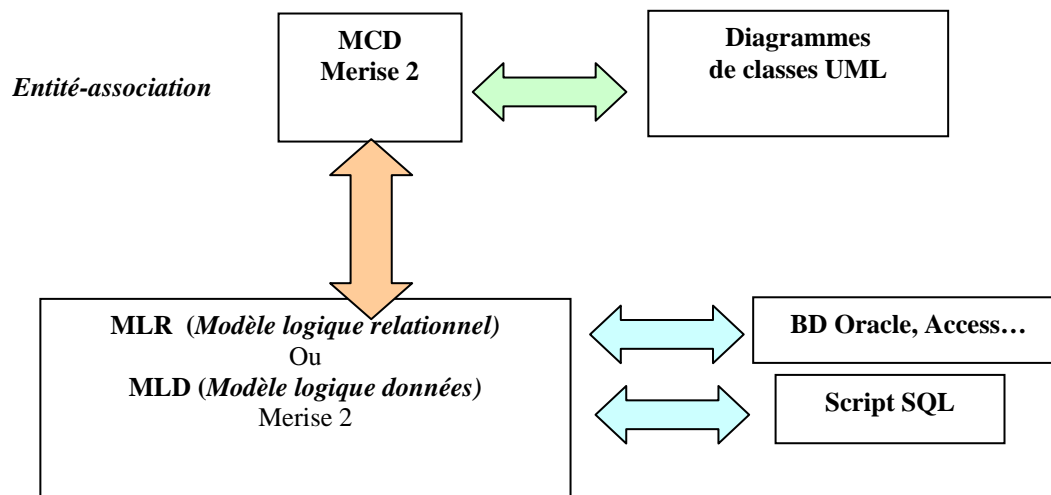 MCD
Merise 2
Diagrammes
de classes UML
Entité-association
MLR (Modèle logique relationnel)
Ou
MLD (Modèle logique données)
Merise 2
BD Oracle, Access…
Script SQL